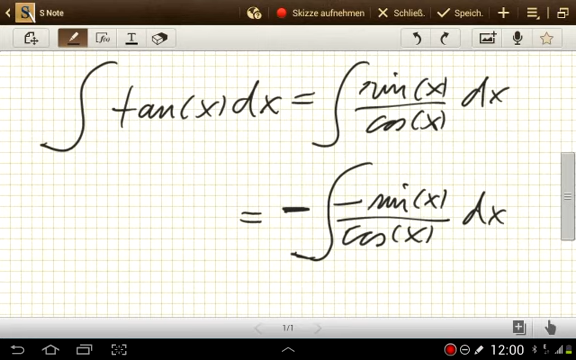 S Note Skizze aufnehmen Schließ. Speich.
f(x) T
∫ tan(x) dx = ∫ sin(x)/cos(x) dx
= - ∫ -sin(x)/cos(x) dx
1/1
12:00